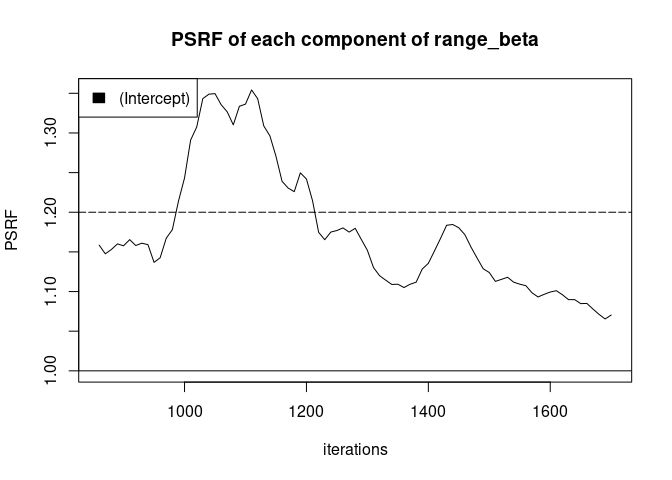 PSRF of each component of range_beta
(Intercept)
PSRF
1.30
1.20
1.10
1.00
1000 1200 1400 1600
iterations